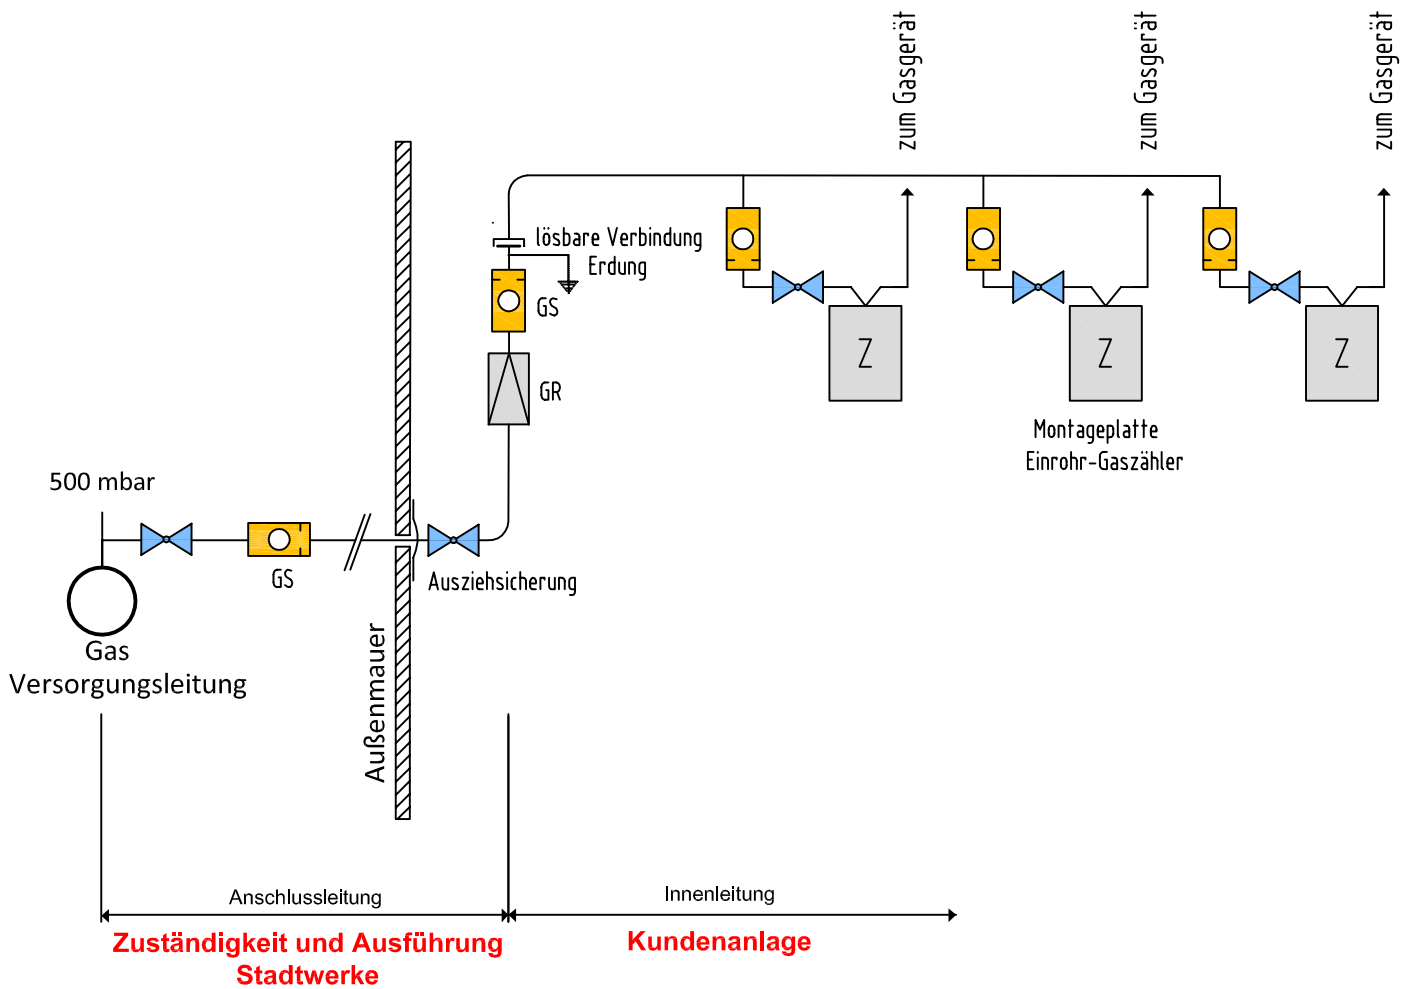 zum Gasgerät
zum Gasgerät
zum Gasgerät
lösbare Verbindung
Erdung
GS
GR
Z
Z
Z
Montageplatte
Einrohr-Gaszähler
500 mbar
GS
Ausziehsicherung
Gas
Versorgungsleitung
Außenmauer
Anschlussleitung
Innenleitung
Zuständigkeit und Ausführung
Stadtwerke
Kundenanlage